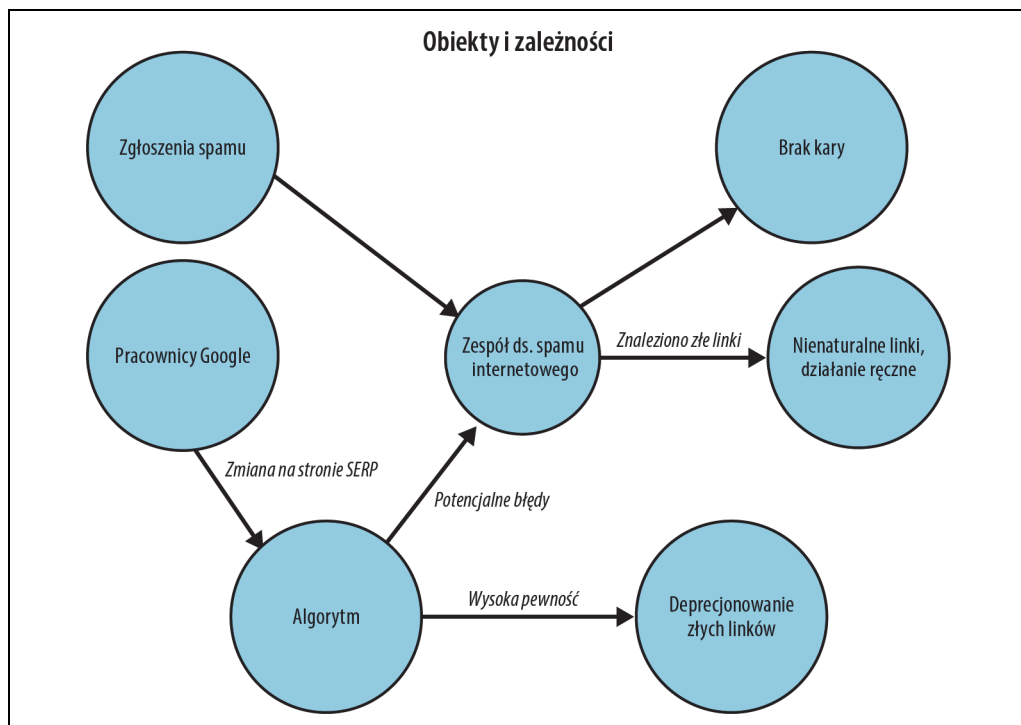 Obiekty i zależności
Zgłoszenia spamu
Brak kary
Pracownicy Google
Zespół ds. spamu
internetowego
Znaleziono złe linki
Nienaturalne linki,
działanie ręczne
Zmiana na stronie SERP
Potencjalne błędy
Algorytm
Wysoka pewność
Deprecjonowanie
złych linków